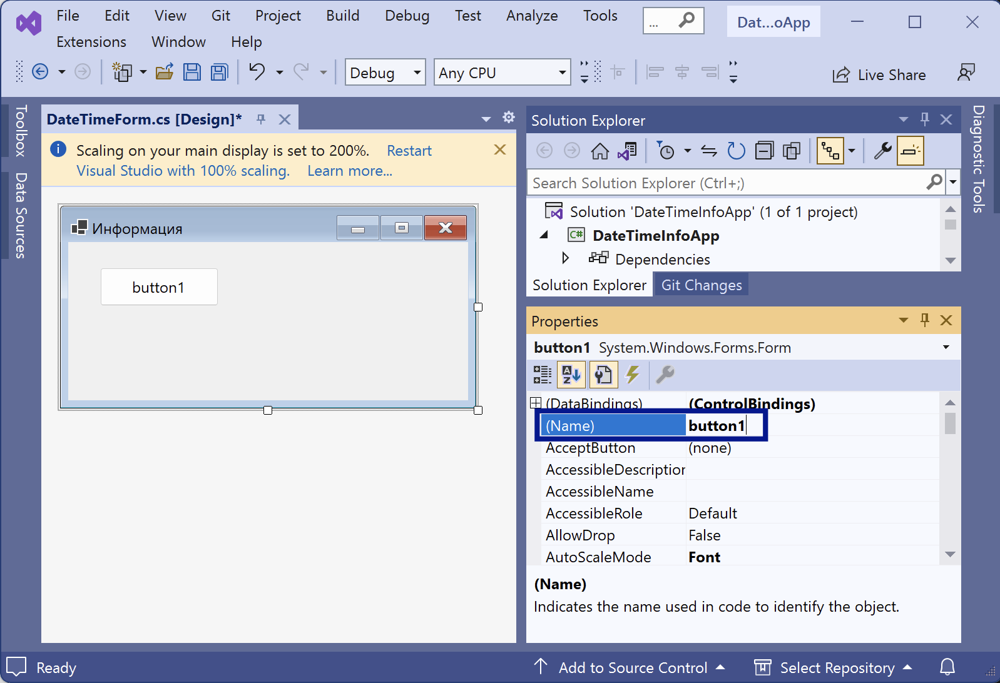 File Edit View Git Project Build Debug Test Analyze Tools
... Dat...oApp
Extensions Window Help
Debug Any CPU Live Share
Toolbox
Data Sources
DateTimeForm.cs [Design]*
Scaling on your main display is set to 200%. Restart
Visual Studio with 100% scaling. Learn more...
Информация
button1
Solution Explorer
Search Solution Explorer (Ctrl+;)
Solution 'DateTimeInfoApp' (1 of 1 project)
C# DateTimeInfoApp
Dependencies
Solution Explorer Git Changes
Properties
button1 System.Windows.Forms.Form
(DataBindings) (ControlBindings)
(Name) button1
AcceptButton (none)
AccessibleDescription
AccessibleName
AccessibleRole Default
AllowDrop False
AutoScaleMode Font
(Name)
Indicates the name used in code to identify the object.
Diagnostic Tools
Ready Add to Source Control Select Repository